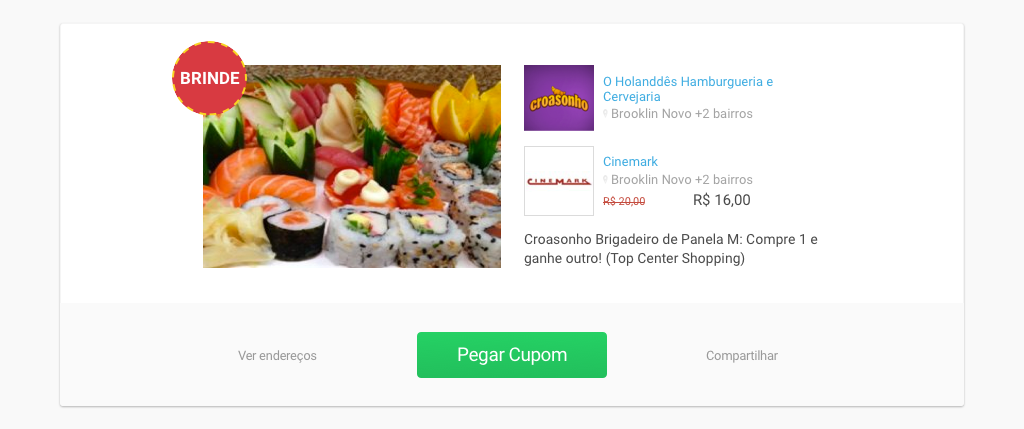 BRINDE
croasonho
O Holanddês Hamburgueria e
Cervejaria
Brooklin Novo +2 bairros
CINEMARK
Cinemark
Brooklin Novo +2 bairros
R$ 20,00 R$ 16,00
Croasonho Brigadeiro de Panela M: Compre 1 e
ganhe outro! (Top Center Shopping)
Ver endereços Pegar Cupom Compartilhar